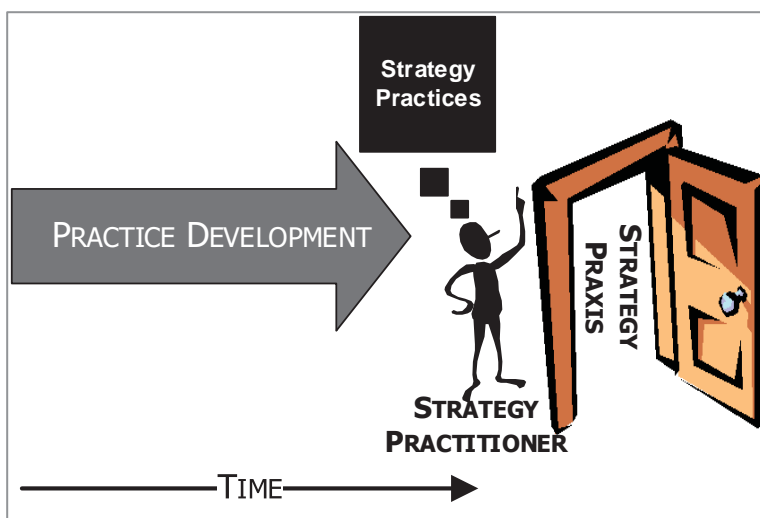 Strategy
Practices
PRACTICE DEVELOPMENT
STRATEGY
PRAXIS
STRATEGY
PRACTITIONER
TIME